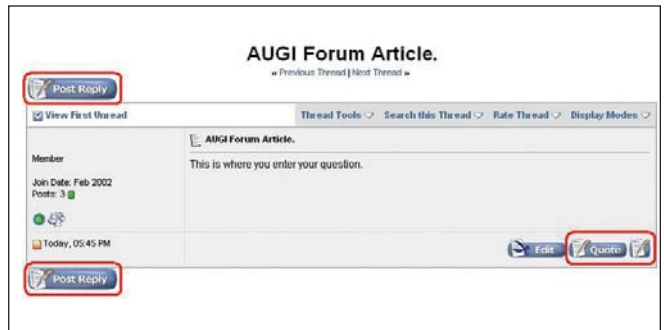 AUGI Forum Article.
« Previous Thread | Next Thread »
Post Reply
View First Unread
Thread Tools Search this Thread Rate Thread Display Modes
AUGI Forum Article.
Member
This is where you enter your question.
Join Date: Feb 2002
Posts: 3
Today, 05:45 PM
Edit Quote
Post Reply